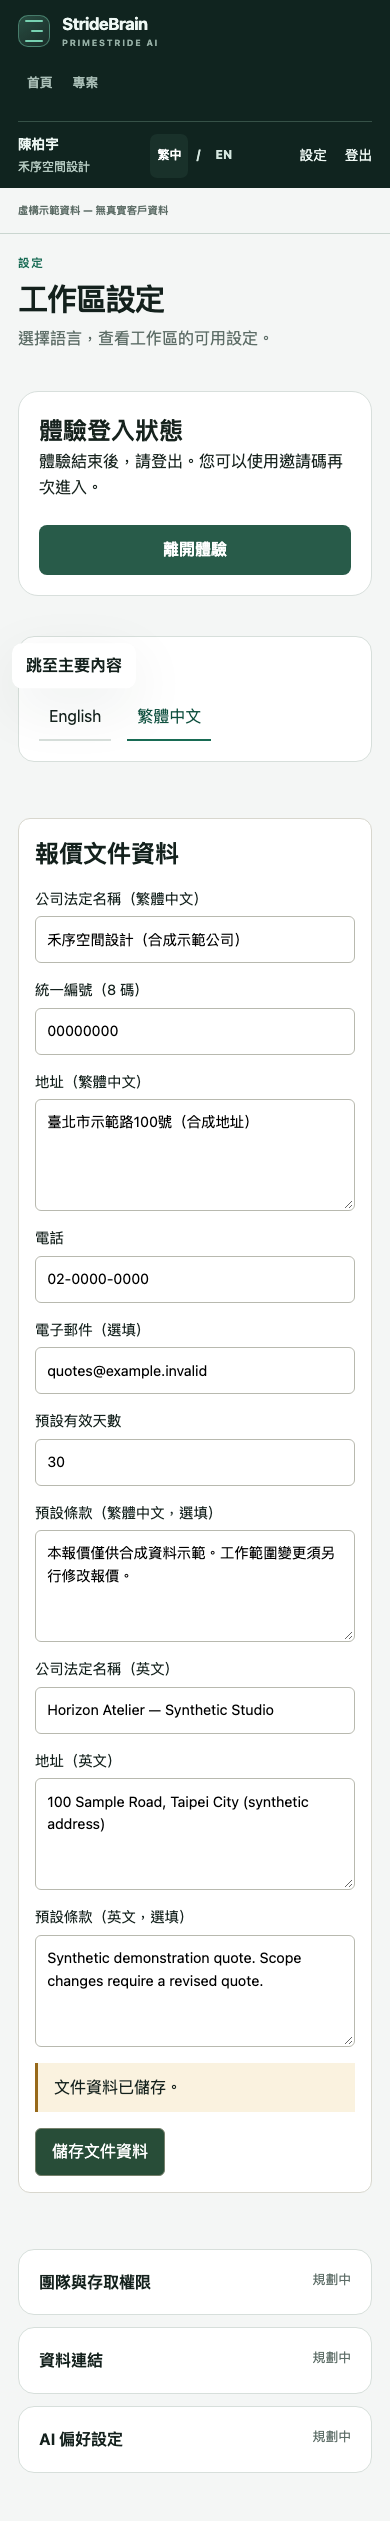 StrideBrain
PRIMESTRIDE AI
首頁 專案
陳柏宇
禾序空間設計
繁中 / EN
設定 登出
虛構示範資料 — 無真實客戶資料
設定
工作區設定
選擇語言，查看工作區的可用設定。
體驗登入狀態
體驗結束後，請登出。您可以使用邀請碼再
次進入。
離開體驗
跳至主要內容
English 繁體中文
報價文件資料
公司法定名稱（繁體中文）
禾序空間設計（合成示範公司）
統一編號（8 碼）
00000000
地址（繁體中文）
臺北市示範路100號（合成地址）
電話
02-0000-0000
電子郵件（選填）
quotes@example.invalid
預設有效天數
30
預設條款（繁體中文，選填）
本報價僅供合成資料示範。工作範圍變更須另
行修改報價。
公司法定名稱（英文）
Horizon Atelier — Synthetic Studio
地址（英文）
100 Sample Road, Taipei City (synthetic
address)
預設條款（英文，選填）
Synthetic demonstration quote. Scope
changes require a revised quote.
文件資料已儲存。
儲存文件資料
團隊與存取權限 規劃中
資料連結 規劃中
AI 偏好設定 規劃中